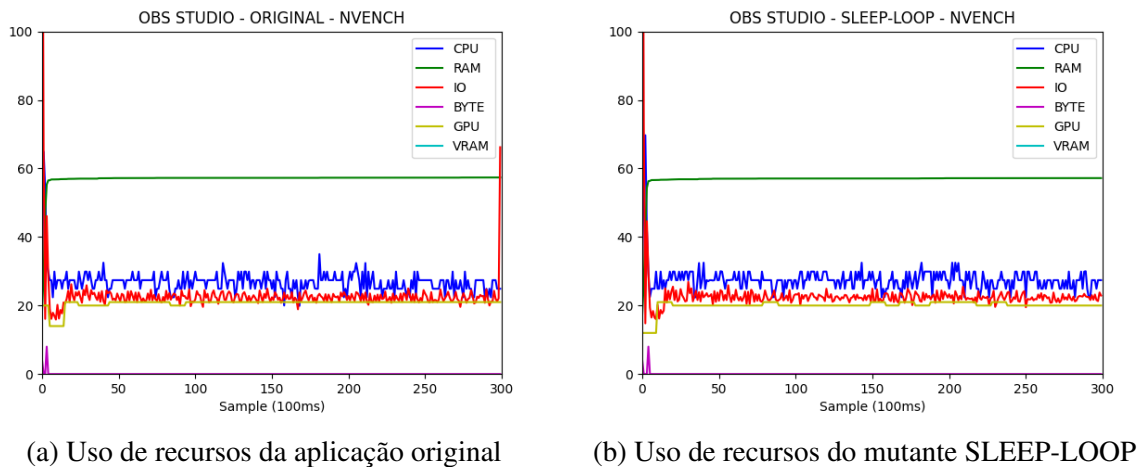 OBS STUDIO - ORIGINAL - NVENCH
100
80
60
40
20
0
CPU
RAM
IO
BYTE
GPU
VRAM
0 50 100 150 200 250 300
Sample (100ms)
(a) Uso de recursos da aplicação original
OBS STUDIO - SLEEP-LOOP - NVENCH
100
80
60
40
20
0
CPU
RAM
IO
BYTE
GPU
VRAM
0 50 100 150 200 250 300
Sample (100ms)
(b) Uso de recursos do mutante SLEEP-LOOP